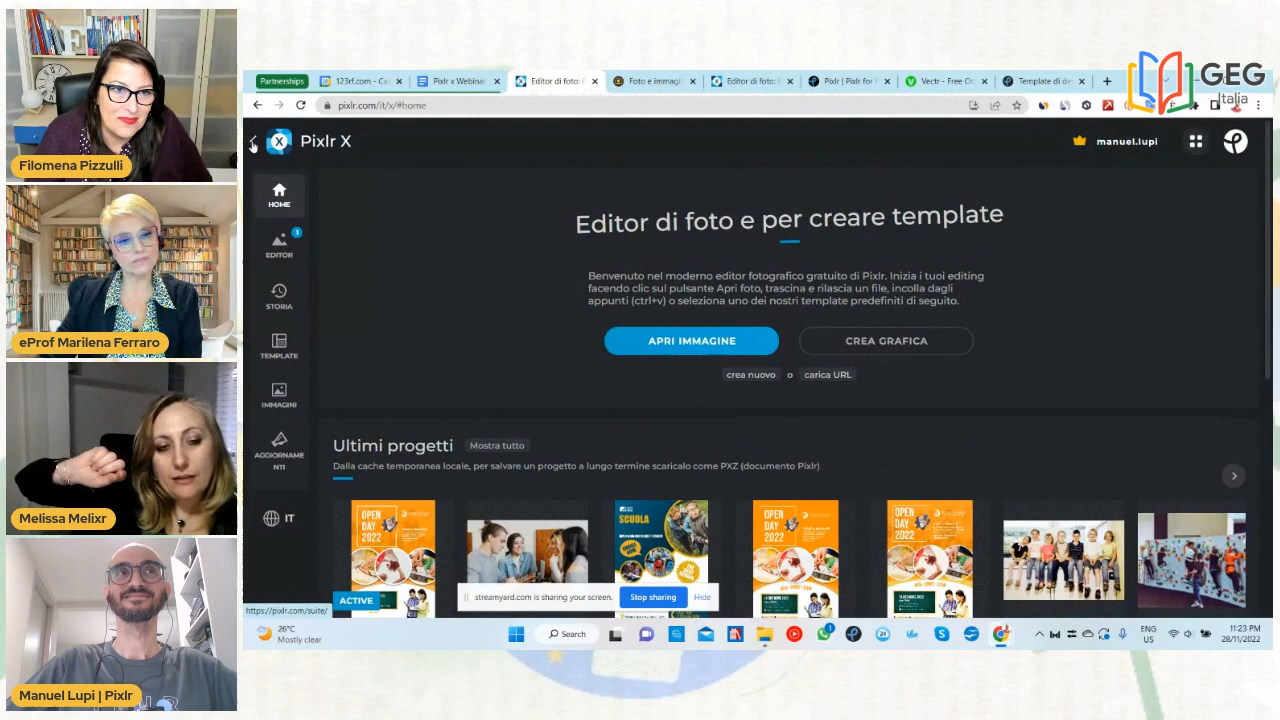 Filomena Pizzulli
eProf Marilena Ferraro
Melissa Melixr
Manuel Lupi | Pixlr
GEG
Italia
Partnerships
123rf.com - Ca
Pixlr x Webinar
Editor di foto:
Foto e immagin
Editor di foto:
Pixlr | Pixlr for
Vectr - Free On
Template di de
pixlr.com/it/x/#home
Pixlr X
manuel.lupi
HOME
1
EDITOR
STORIA
TEMPLATE
IMMAGINI
AGGIORNAME
NTI
IT
Editor di foto e per creare template
Benvenuto nel moderno editor fotografico gratuito di Pixlr. Inizia i tuoi editing
facendo clic sul pulsante Apri foto, trascina e rilascia un file, incolla dagli
appunti (ctrl+v) o seleziona uno dei nostri template predefiniti di seguito.
APRI IMMAGINE
CREA GRAFICA
crea nuovo o carica URL
Ultimi progetti Mostra tutto
Dalla cache temporanea locale, per salvare un progetto a lungo termine scaricalo come PXZ (documento Pixlr)
OPEN
DAY
2022
SCUOLA
OPEN
DAY
2022
OPEN
DAY
2022
ACTIVE
streamyard.com is sharing your screen.
Stop sharing
Hide
https://pixlr.com/suite/
26°C
Mostly clear
Search
1
ENG
US
11:23 PM
28/11/2022